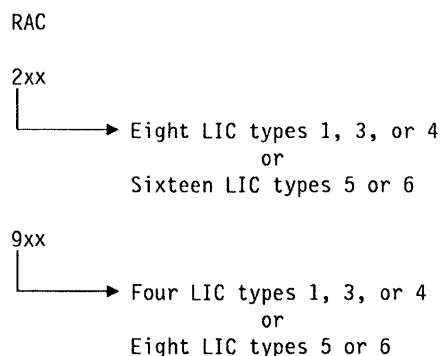 RAC
2xx
Eight LIC types 1, 3, or 4
or
Sixteen LIC types 5 or 6
9xx
Four LIC types 1, 3, or 4
or
Eight LIC types 5 or 6